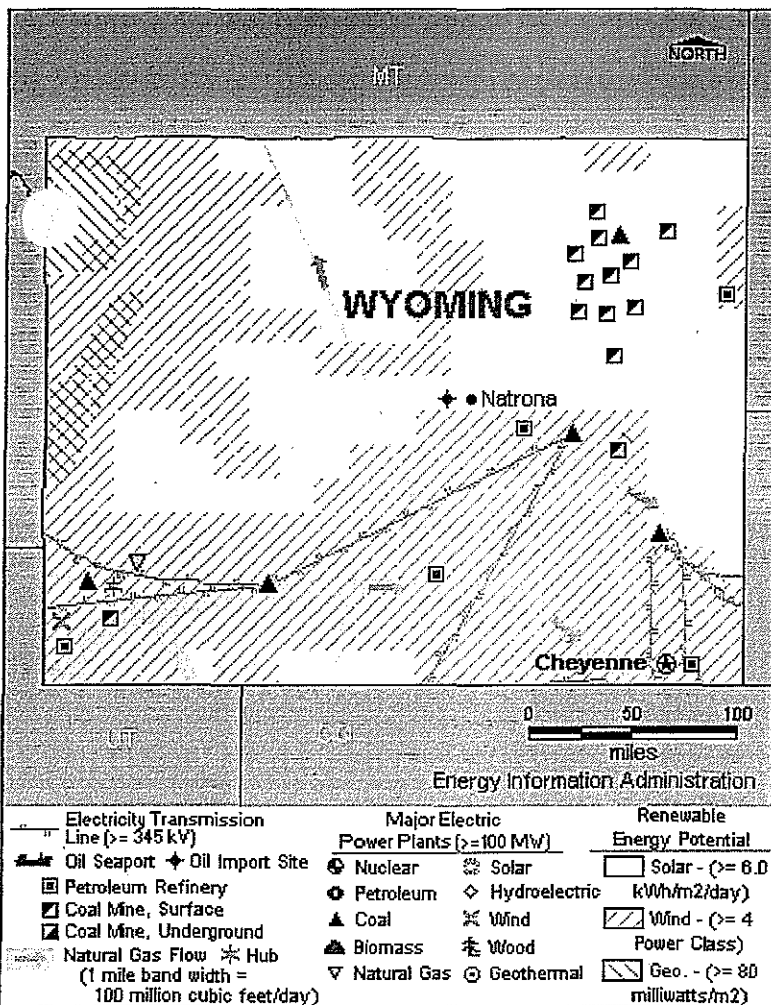 NORTH
MT
WYOMING
Natrona
Cheyenne
UT
0 50 100
miles
Energy Information Administration
Electricity Transmission
Line (>= 345 kV)
Oil Seaport Oil Import Site
Petroleum Refinery
Coal Mine, Surface
Coal Mine, Underground
Natural Gas Flow Hub
(1 mile band width =
100 million cubic feet/day)
Major Electric
Power Plants (>=100 MW)
Nuclear Solar
Petroleum Hydroelectric
Coal Wind
Biomass Wood
Natural Gas Geothermal
Renewable
Energy Potential
Solar - (>= 6.0
kWh/m2/day)
Wind - (>= 4
Power Class)
Geo. - (>= 80
milliwatts/m2)